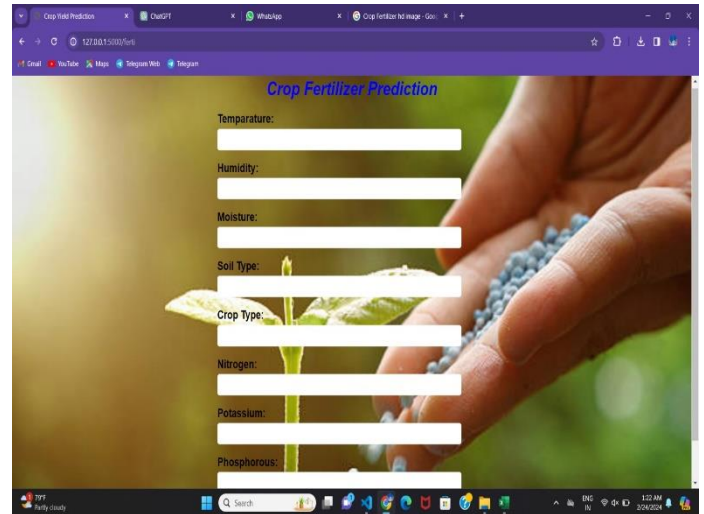 Crop Yield Prediction
ChatGPT
WhatsApp
Crop Fertilizer hd image - Goo
127.0.0.1:5000/ferti
Gmail
YouTube
Maps
Telegram Web
Telegram
Crop Fertilizer Prediction
Temparature:
Humidity:
Moisture:
Soil Type:
Crop Type:
Nitrogen:
Potassium:
Phosphorous:
79°F
Partly cloudy
Search
ENG
IN
1:22 AM
2/24/2024